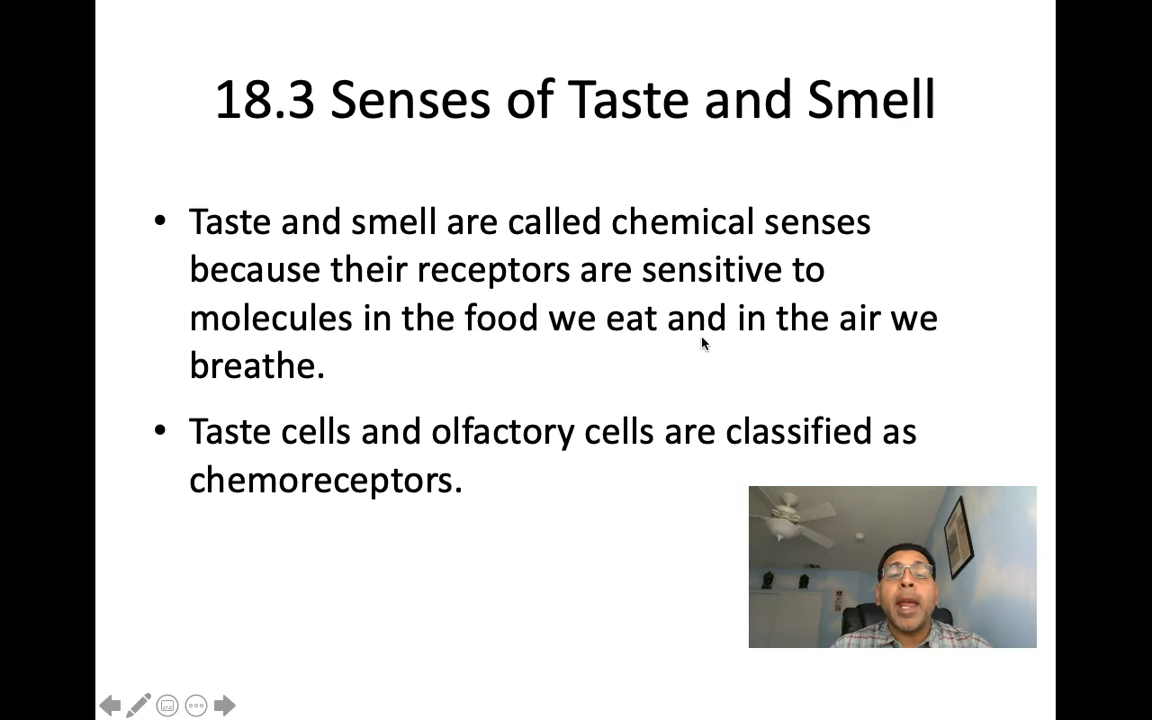 18.3 Senses of Taste and Smell
• Taste and smell are called chemical senses
because their receptors are sensitive to
molecules in the food we eat and in the air we
breathe.
• Taste cells and olfactory cells are classified as
chemoreceptors.